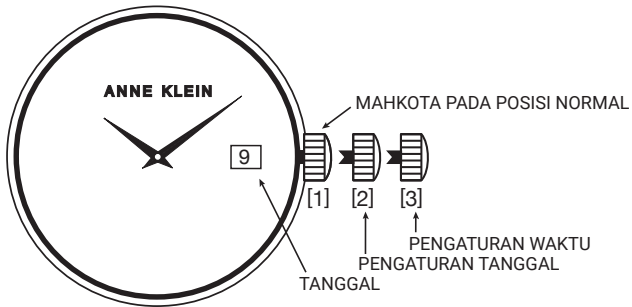 ANNE KLEIN
MAHKOTA PADA POSISI NORMAL
9
[1] [2] [3]
PENGATURAN WAKTU
PENGATURAN TANGGAL
TANGGAL